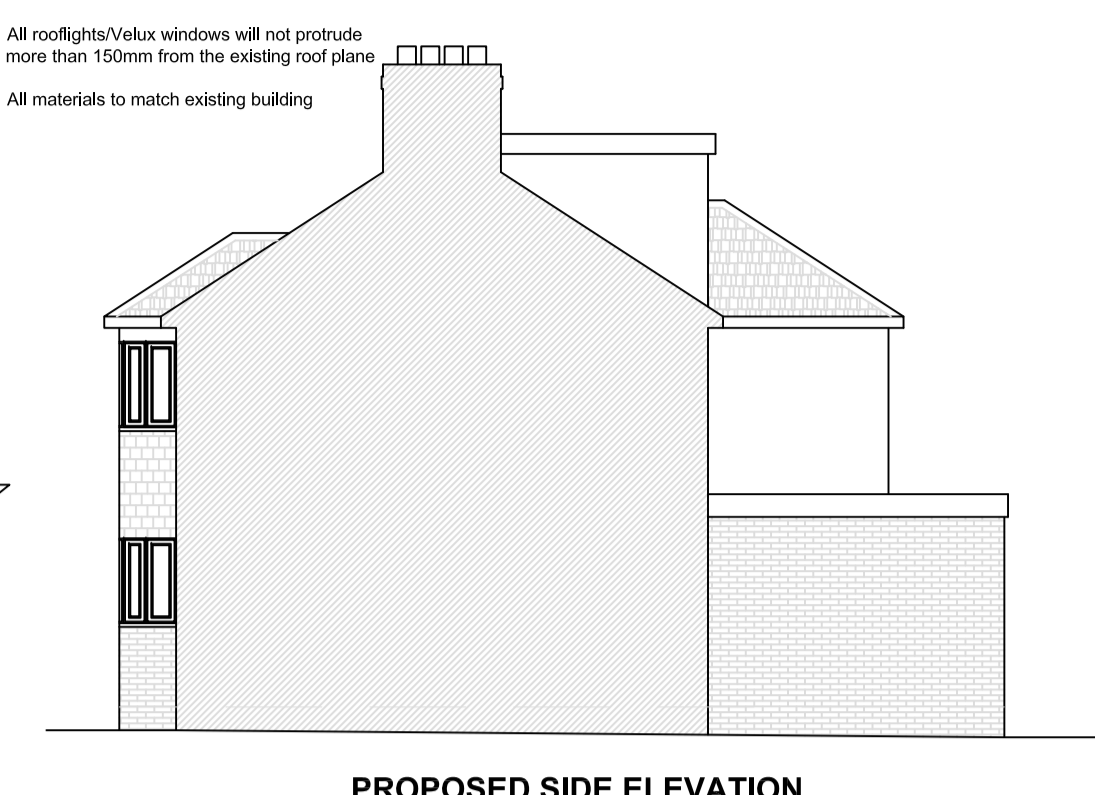 All rooflights/Velux windows will not protrude
more than 150mm from the existing roof plane
All materials to match existing building
PROPOSED SIDE ELEVATION